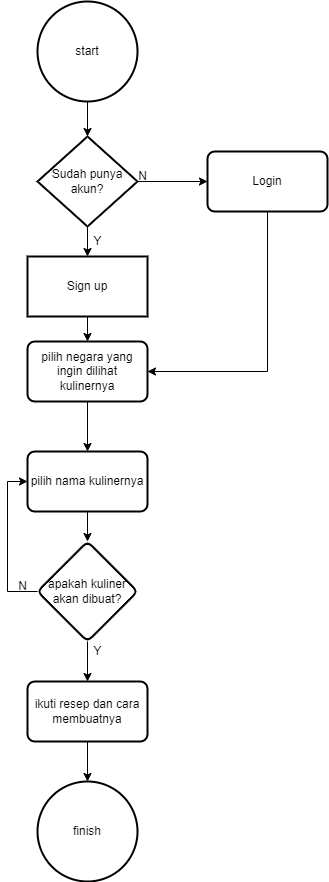 start
Sudah punya
akun?
N
Login
Y
Sign up
pilih negara yang
ingin dilihat
kulinernya
pilih nama kulinernya
apakah kuliner
akan dibuat?
N
Y
ikuti resep dan cara
membuatnya
finish